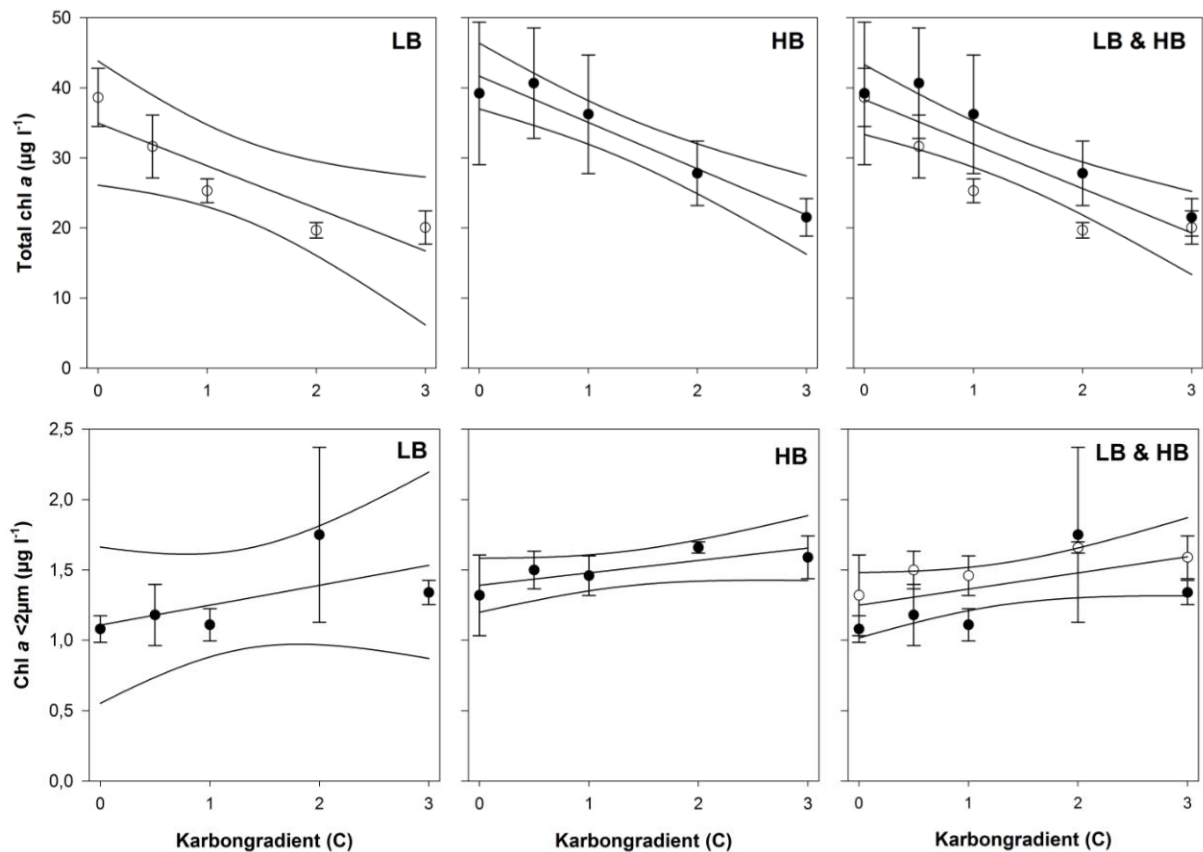 LB
HB
LB & HB
Total chl a (µg l-1)
50
40
30
20
10
0
0 1 2 3
0 1 2 3
0 1 2 3
LB
HB
LB & HB
Chl a <2µm (µg l-1)
2,5
2,0
1,5
1,0
0,5
0,0
0 1 2 3
0 1 2 3
0 1 2 3
Karbongradient (C)
Karbongradient (C)
Karbongradient (C)